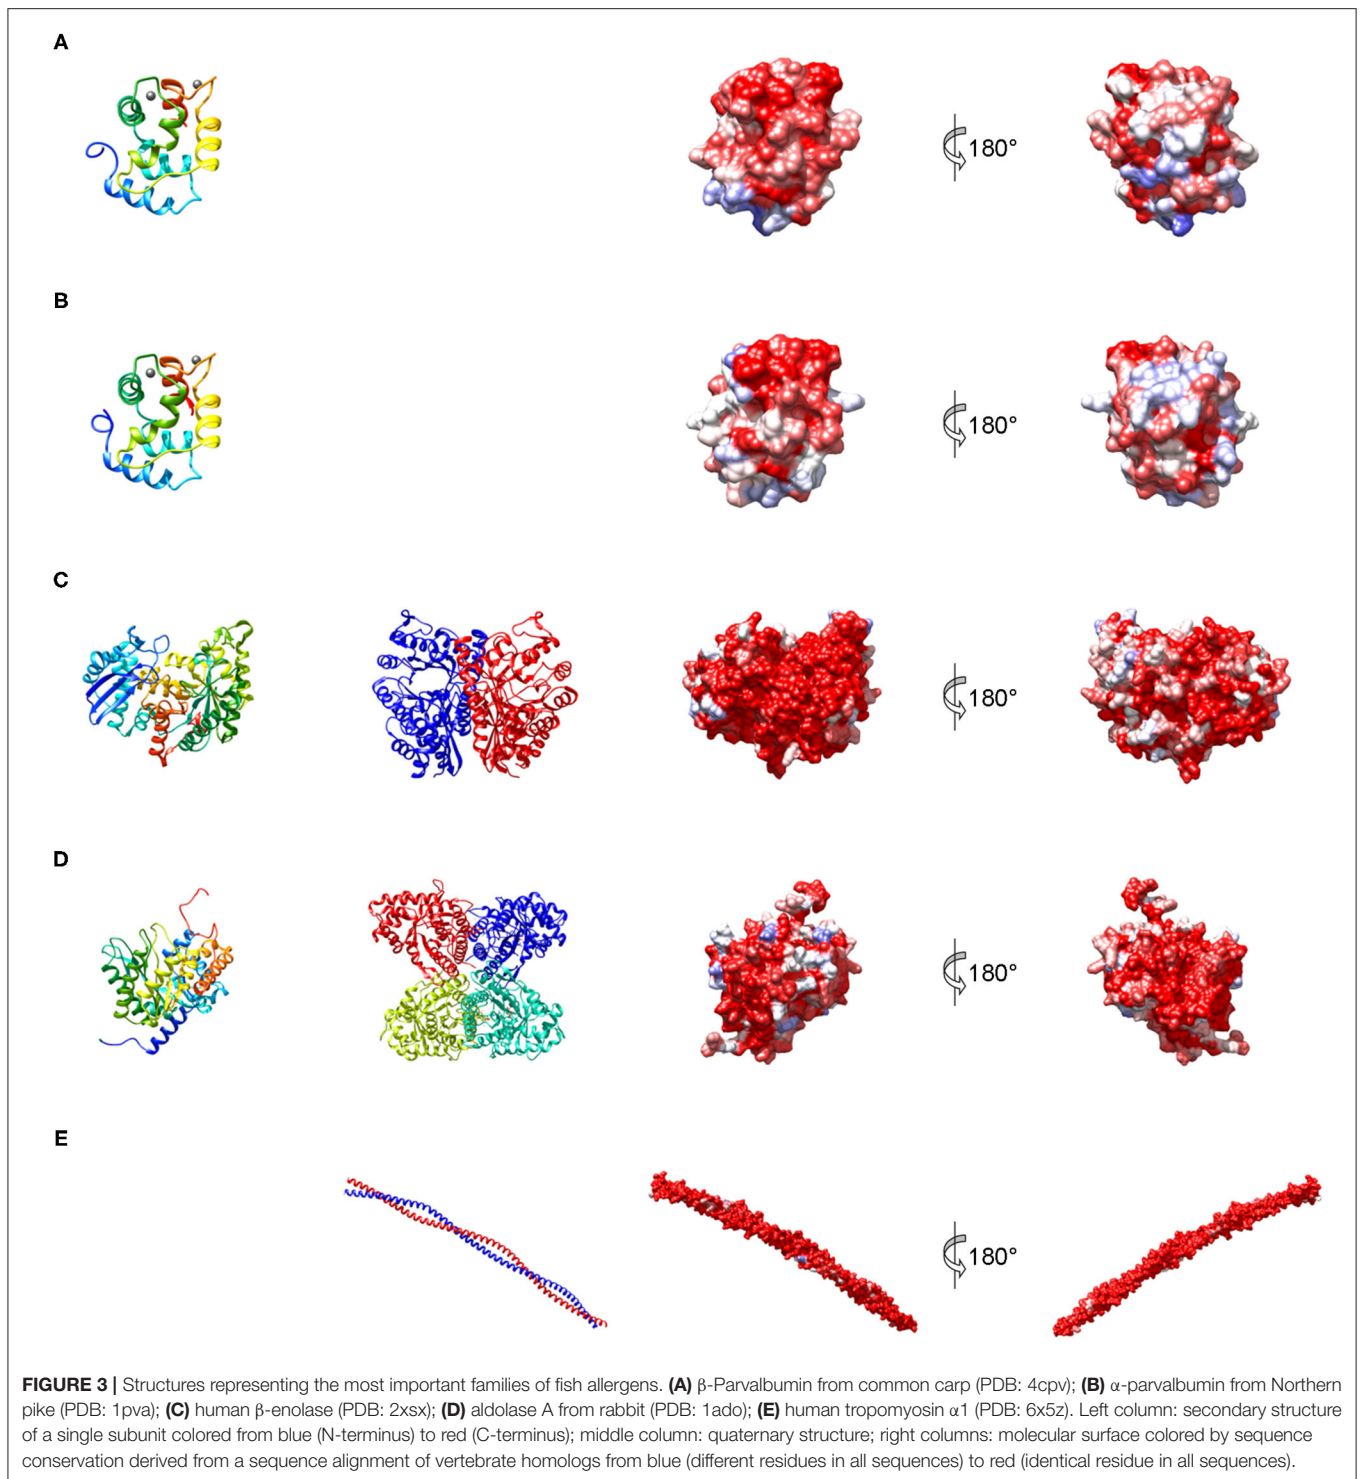 A
180°
B
180°
C
180°
D
180°
E
180°
FIGURE 3 | Structures representing the most important families of fish allergens. (A) β-Parvalbumin from common carp (PDB: 4cpv); (B) α-parvalbumin from Northern
pike (PDB: 1pva); (C) human β-enolase (PDB: 2xsx); (D) aldolase A from rabbit (PDB: 1ado); (E) human tropomyosin α1 (PDB: 6x5z). Left column: secondary structure
of a single subunit colored from blue (N-terminus) to red (C-terminus); middle column: quaternary structure; right columns: molecular surface colored by sequence
conservation derived from a sequence alignment of vertebrate homologs from blue (different residues in all sequences) to red (identical residue in all sequences).